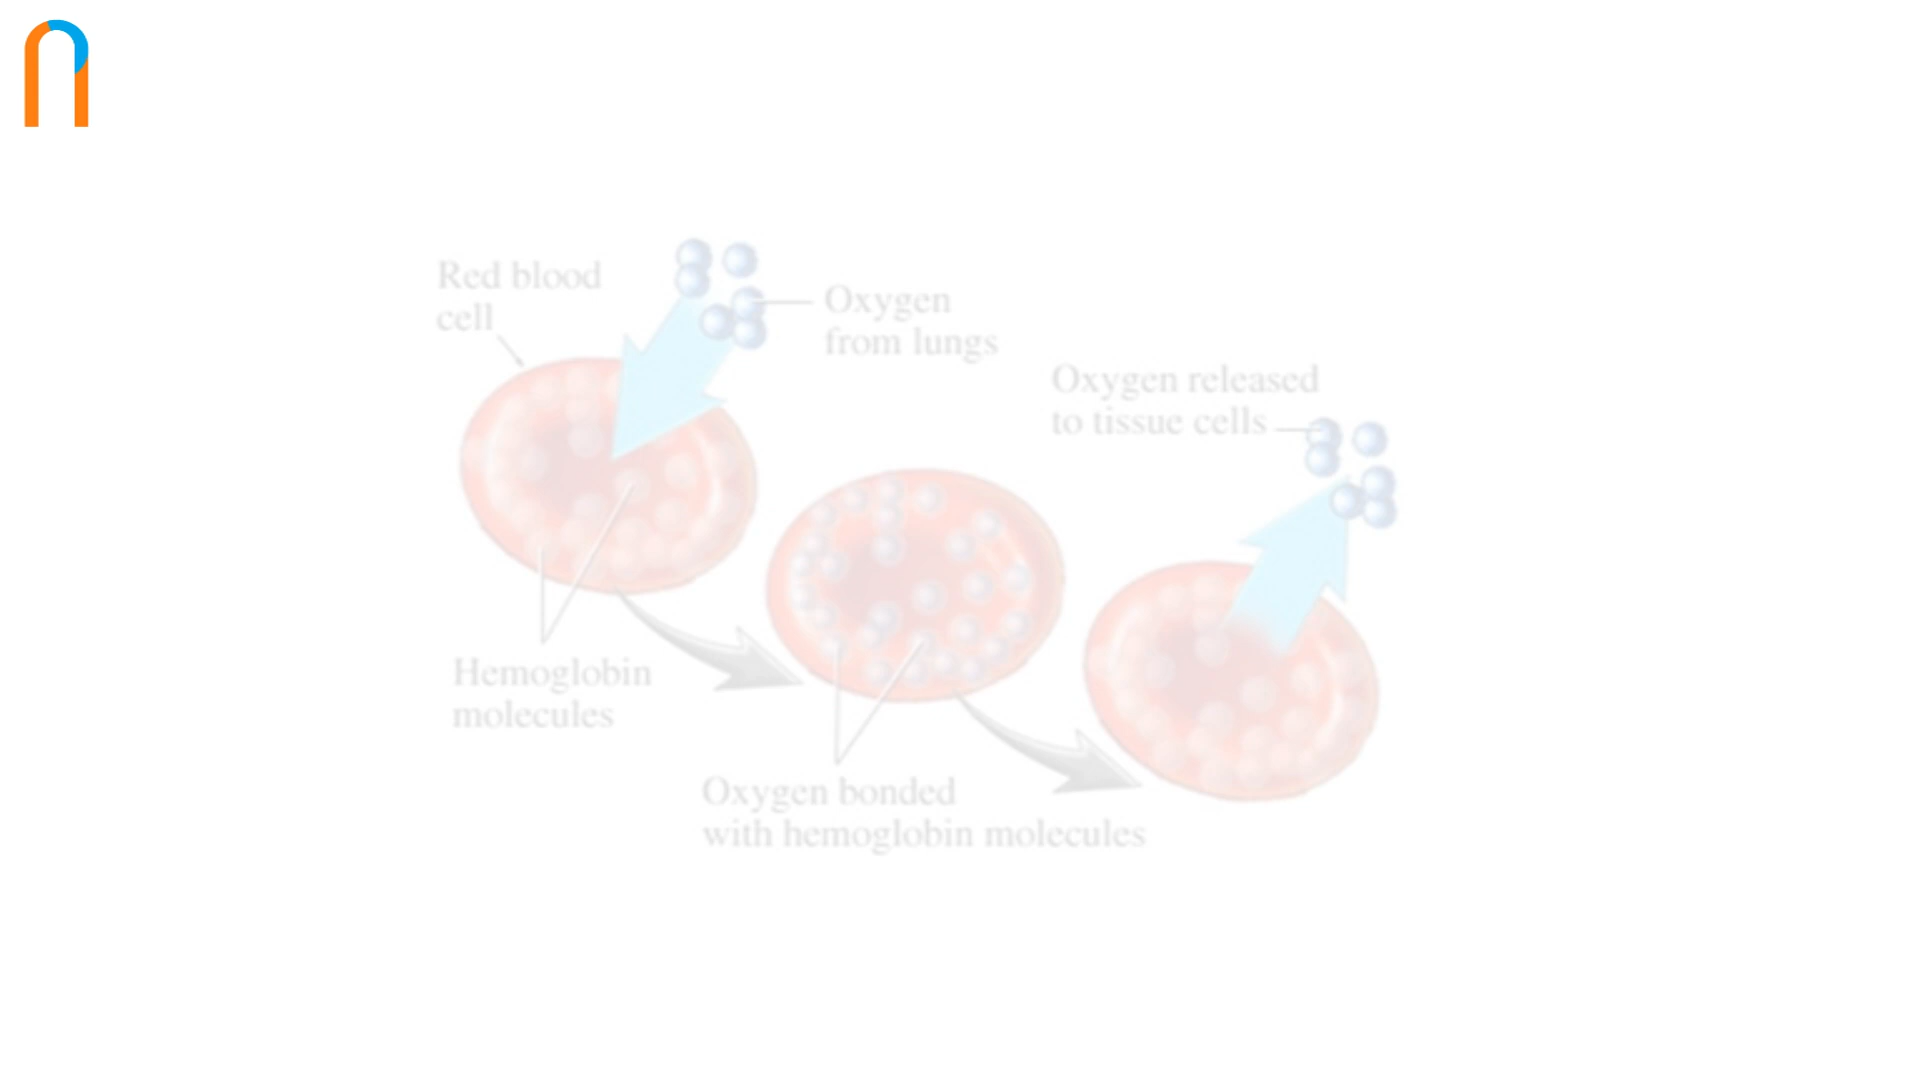 Red blood
cell
Oxygen
from lungs
Oxygen released
to tissue cells
Hemoglobin
molecules
Oxygen bonded
with hemoglobin molecules